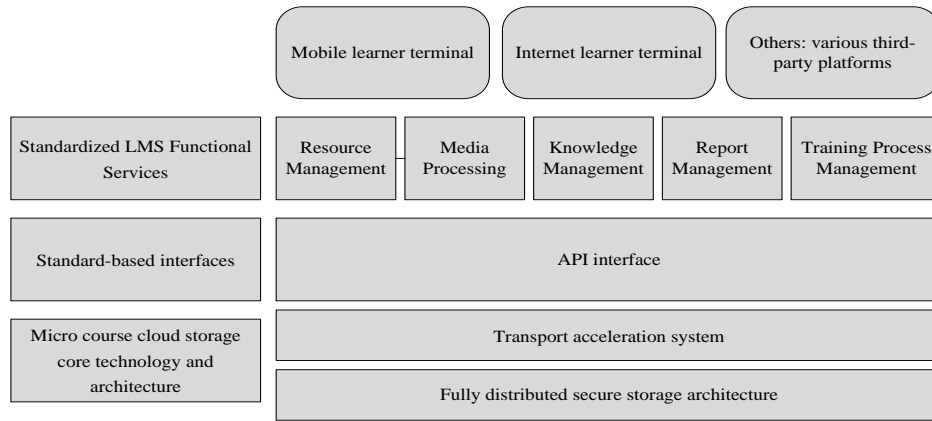 Mobile learner terminal
Internet learner terminal
Others: various third-
party platforms
Standardized LMS Functional
Services
Resource
Management
Media
Processing
Knowledge
Management
Report
Management
Training Process
Management
Standard-based interfaces
API interface
Micro course cloud storage
core technology and
architecture
Transport acceleration system
Fully distributed secure storage architecture